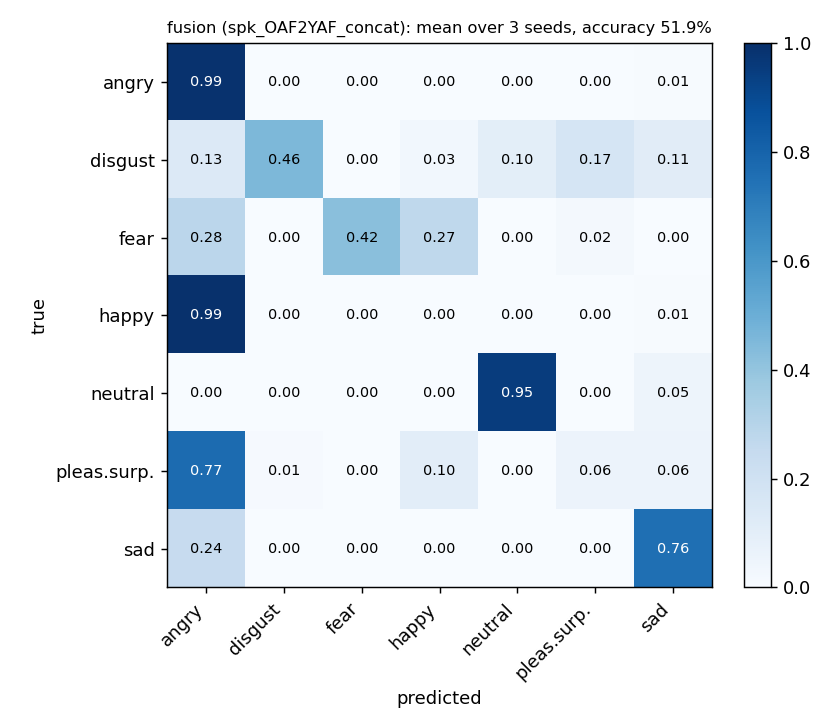 fusion (spk_OAF2YAF_concat): mean over 3 seeds, accuracy 51.9%
angry 0.99 0.00 0.00 0.00 0.00 0.00 0.01
disgust 0.13 0.46 0.00 0.03 0.10 0.17 0.11
fear 0.28 0.00 0.42 0.27 0.00 0.02 0.00
happy 0.99 0.00 0.00 0.00 0.00 0.00 0.01
neutral 0.00 0.00 0.00 0.00 0.95 0.00 0.05
pleas.surp. 0.77 0.01 0.00 0.10 0.00 0.06 0.06
sad 0.24 0.00 0.00 0.00 0.00 0.00 0.76
true
angry disgust fear happy neutral pleas.surp. sad
predicted
1.0
0.8
0.6
0.4
0.2
0.0